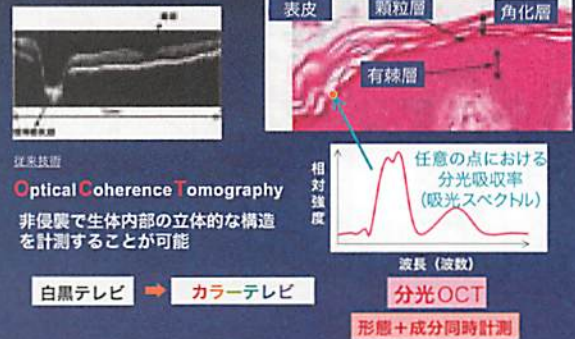 表皮
顆粒層
角化層
有棘層
従来技術
Optical Coherence Tomography
非侵襲で生体内部の立体的な構造
を計測することが可能
白黒テレビ
カラーテレビ
相対強度
任意の点における
分光吸収率
(吸光スペクトル)
波長（波数）
分光OCT
形態＋成分同時計測